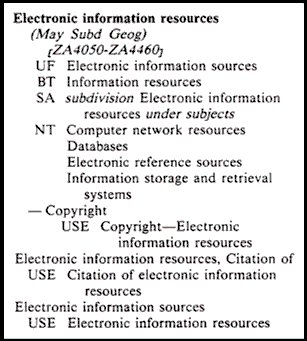 Electronic information resources
(May Subd Geog)
[ZA4050-ZA4460]
UF Electronic information sources
BT Information resources
SA subdivision Electronic information
resources under subjects
NT Computer network resources
Databases
Electronic reference sources
Information storage and retrieval
systems
— Copyright
USE Copyright—Electronic
information resources
Electronic information resources, Citation of
USE Citation of electronic information
resources
Electronic information sources
USE Electronic information resources